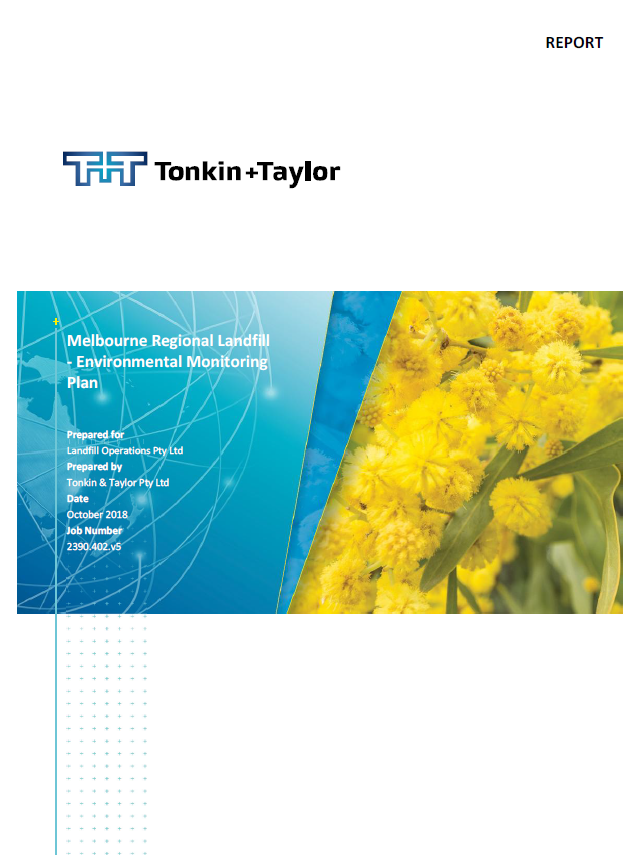 REPORT
Tonkin+Taylor
Melbourne Regional Landfill
- Environmental Monitoring
Plan
Prepared for
Landfill Operations Pty Ltd
Prepared by
Tonkin & Taylor Pty Ltd
Date
October 2018
Job Number
2390.402.v5